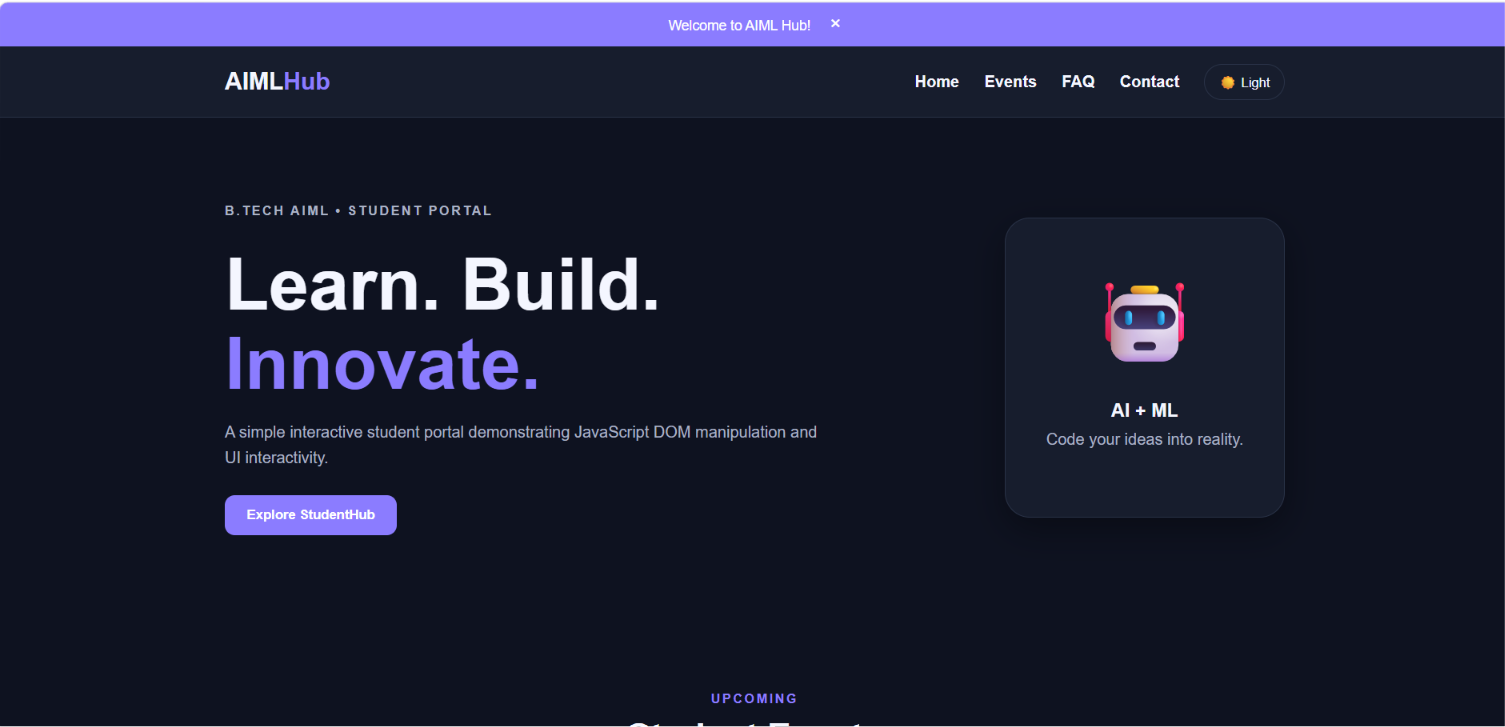 Welcome to AIML Hub! ×
AIMLHub
Home Events FAQ Contact Light
B.TECH AIML • STUDENT PORTAL
Learn. Build.
Innovate.
A simple interactive student portal demonstrating JavaScript DOM manipulation and
UI interactivity.
Explore StudentHub
AI + ML
Code your ideas into reality.
UPCOMING